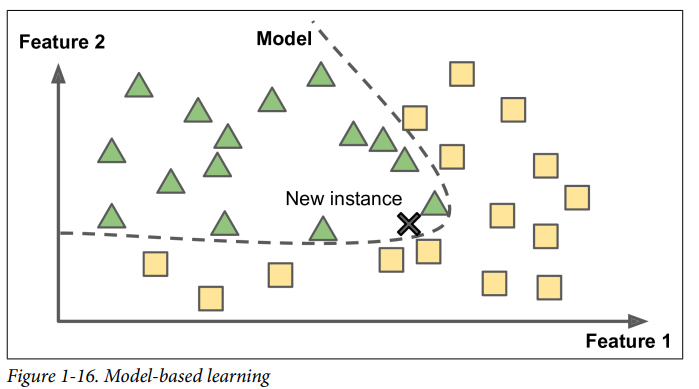 Feature 2
Model
New instance
Feature 1
Figure 1-16. Model-based learning